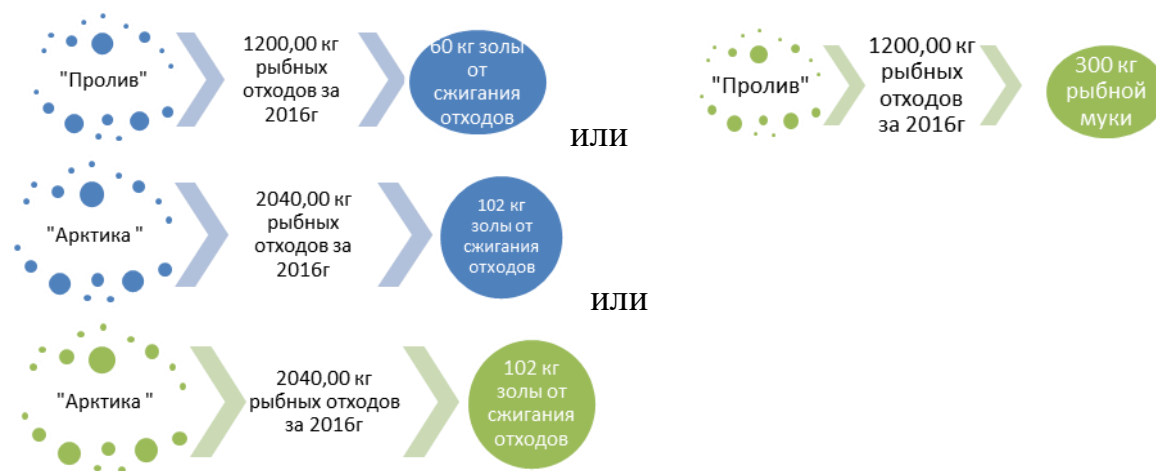 "Пролив"
1200,00 кг
рыбных
отходов за
2016г
60 кг золы
от
сжигания
отходов
или
"Пролив"
1200,00 кг
рыбных
отходов
за 2016г
300 кг
рыбной
муки
"Арктика "
2040,00 кг
рыбных
отходов за
2016г
102 кг
золы от
сжигания
отходов
или
"Арктика "
2040,00 кг
рыбных отходов
за 2016г
102 кг
золы от
сжигания
отходов